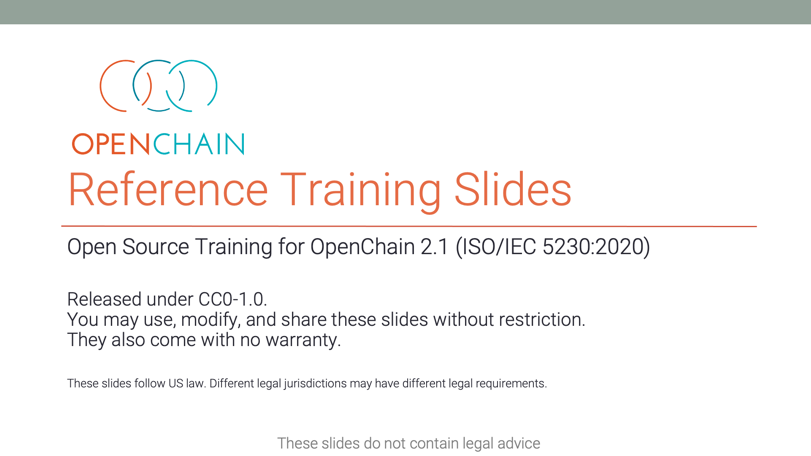 OPENCHAIN
Reference Training Slides
Open Source Training for OpenChain 2.1 (ISO/IEC 5230:2020)
Released under CC0-1.0.
You may use, modify, and share these slides without restriction.
They also come with no warranty.
These slides follow US law. Different legal jurisdictions may have different legal requirements.
These slides do not contain legal advice